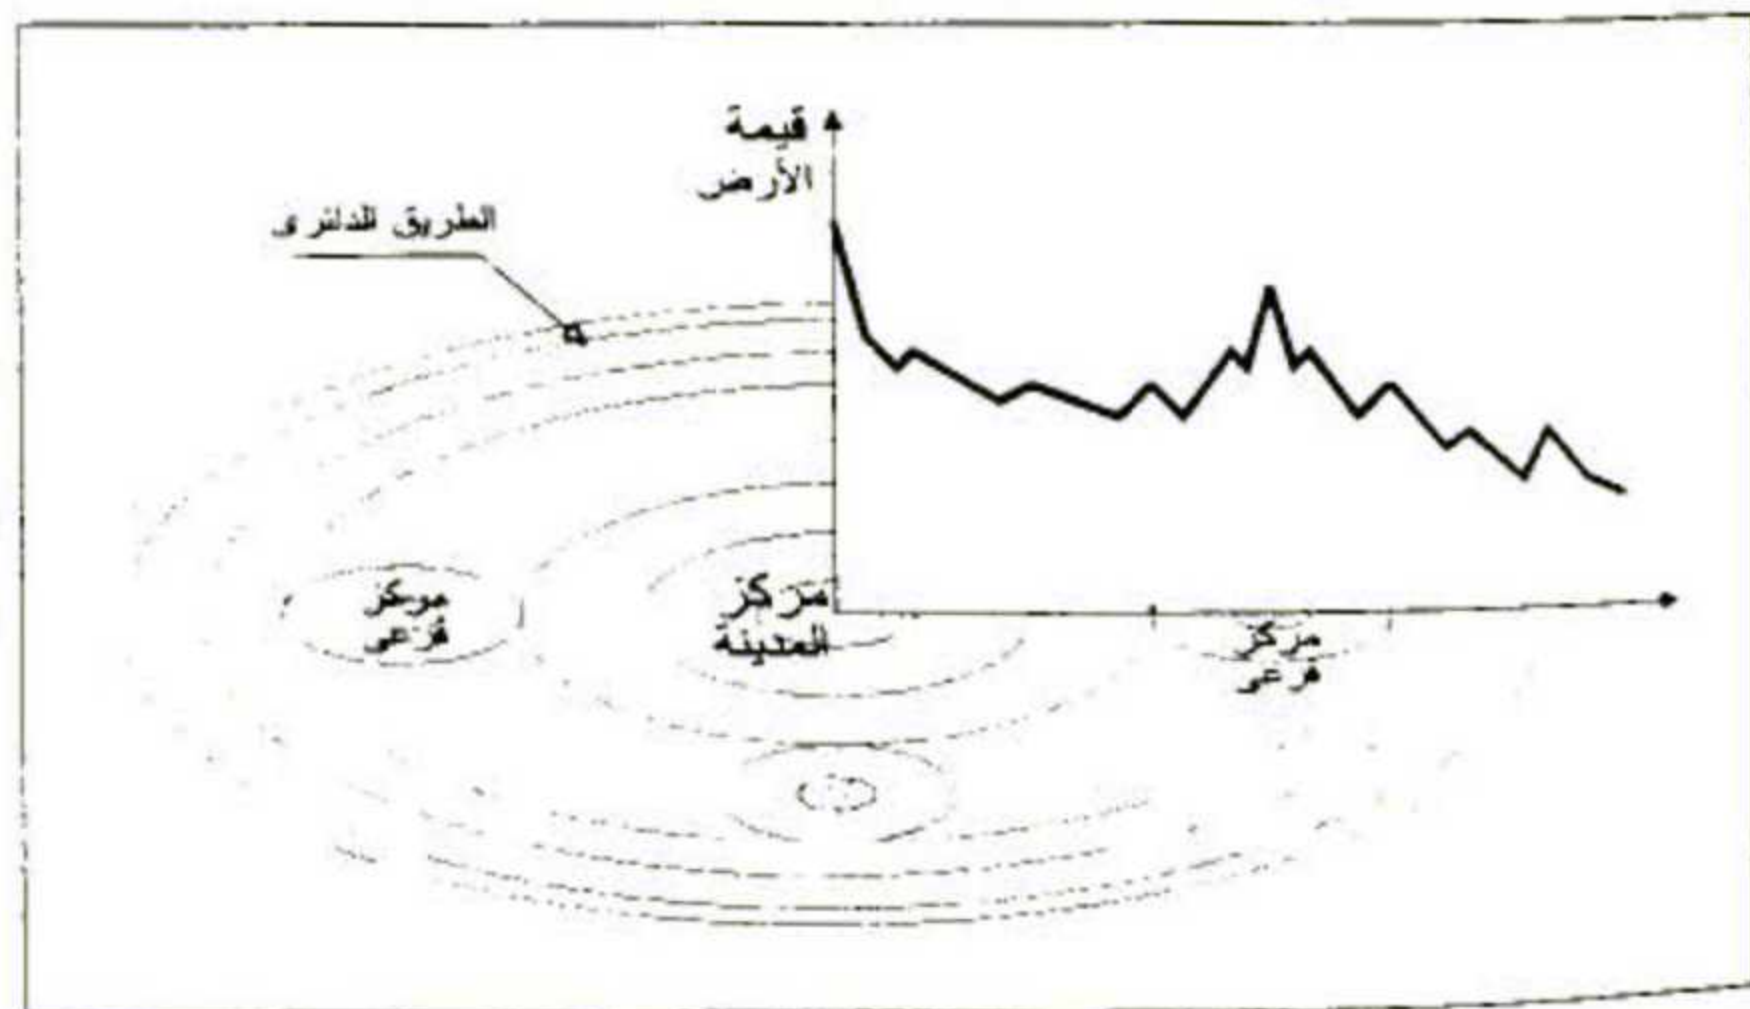 قيمة
الأرض
الطريق الدائرى
مركز
فرعى
مركز
المدينة
مركز
فرعى